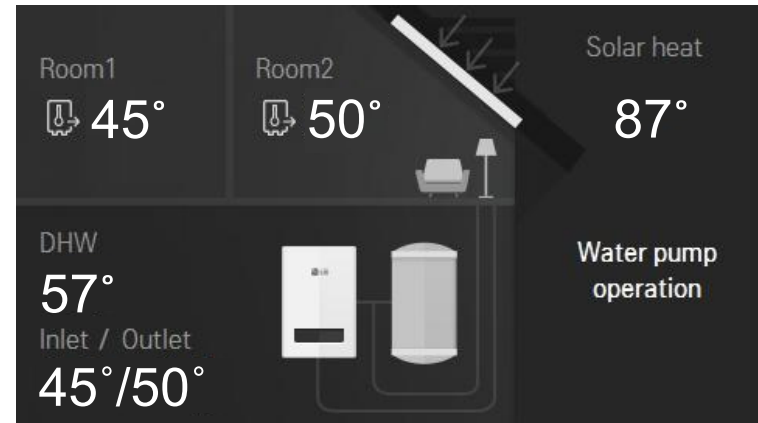 Room1
45°
Room2
50°
Solar heat
87°
DHW
57°
Inlet / Outlet
45°/50°
Water pump
operation